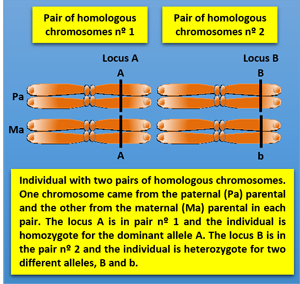 Pair of homologous
chromosomes nº 1
Pair of homologous
chromosomes nº 2
Locus A
Locus B
A
B
Pa
Ma
A
b
Individual with two pairs of homologous chromosomes.
One chromosome came from the paternal (Pa) parental
and the other from the maternal (Ma) parental in each
pair. The locus A is in pair nº 1 and the individual is
homozygote for the dominant allele A. The locus B is in
the pair nº 2 and the individual is heterozygote for two
different alleles, B and b.